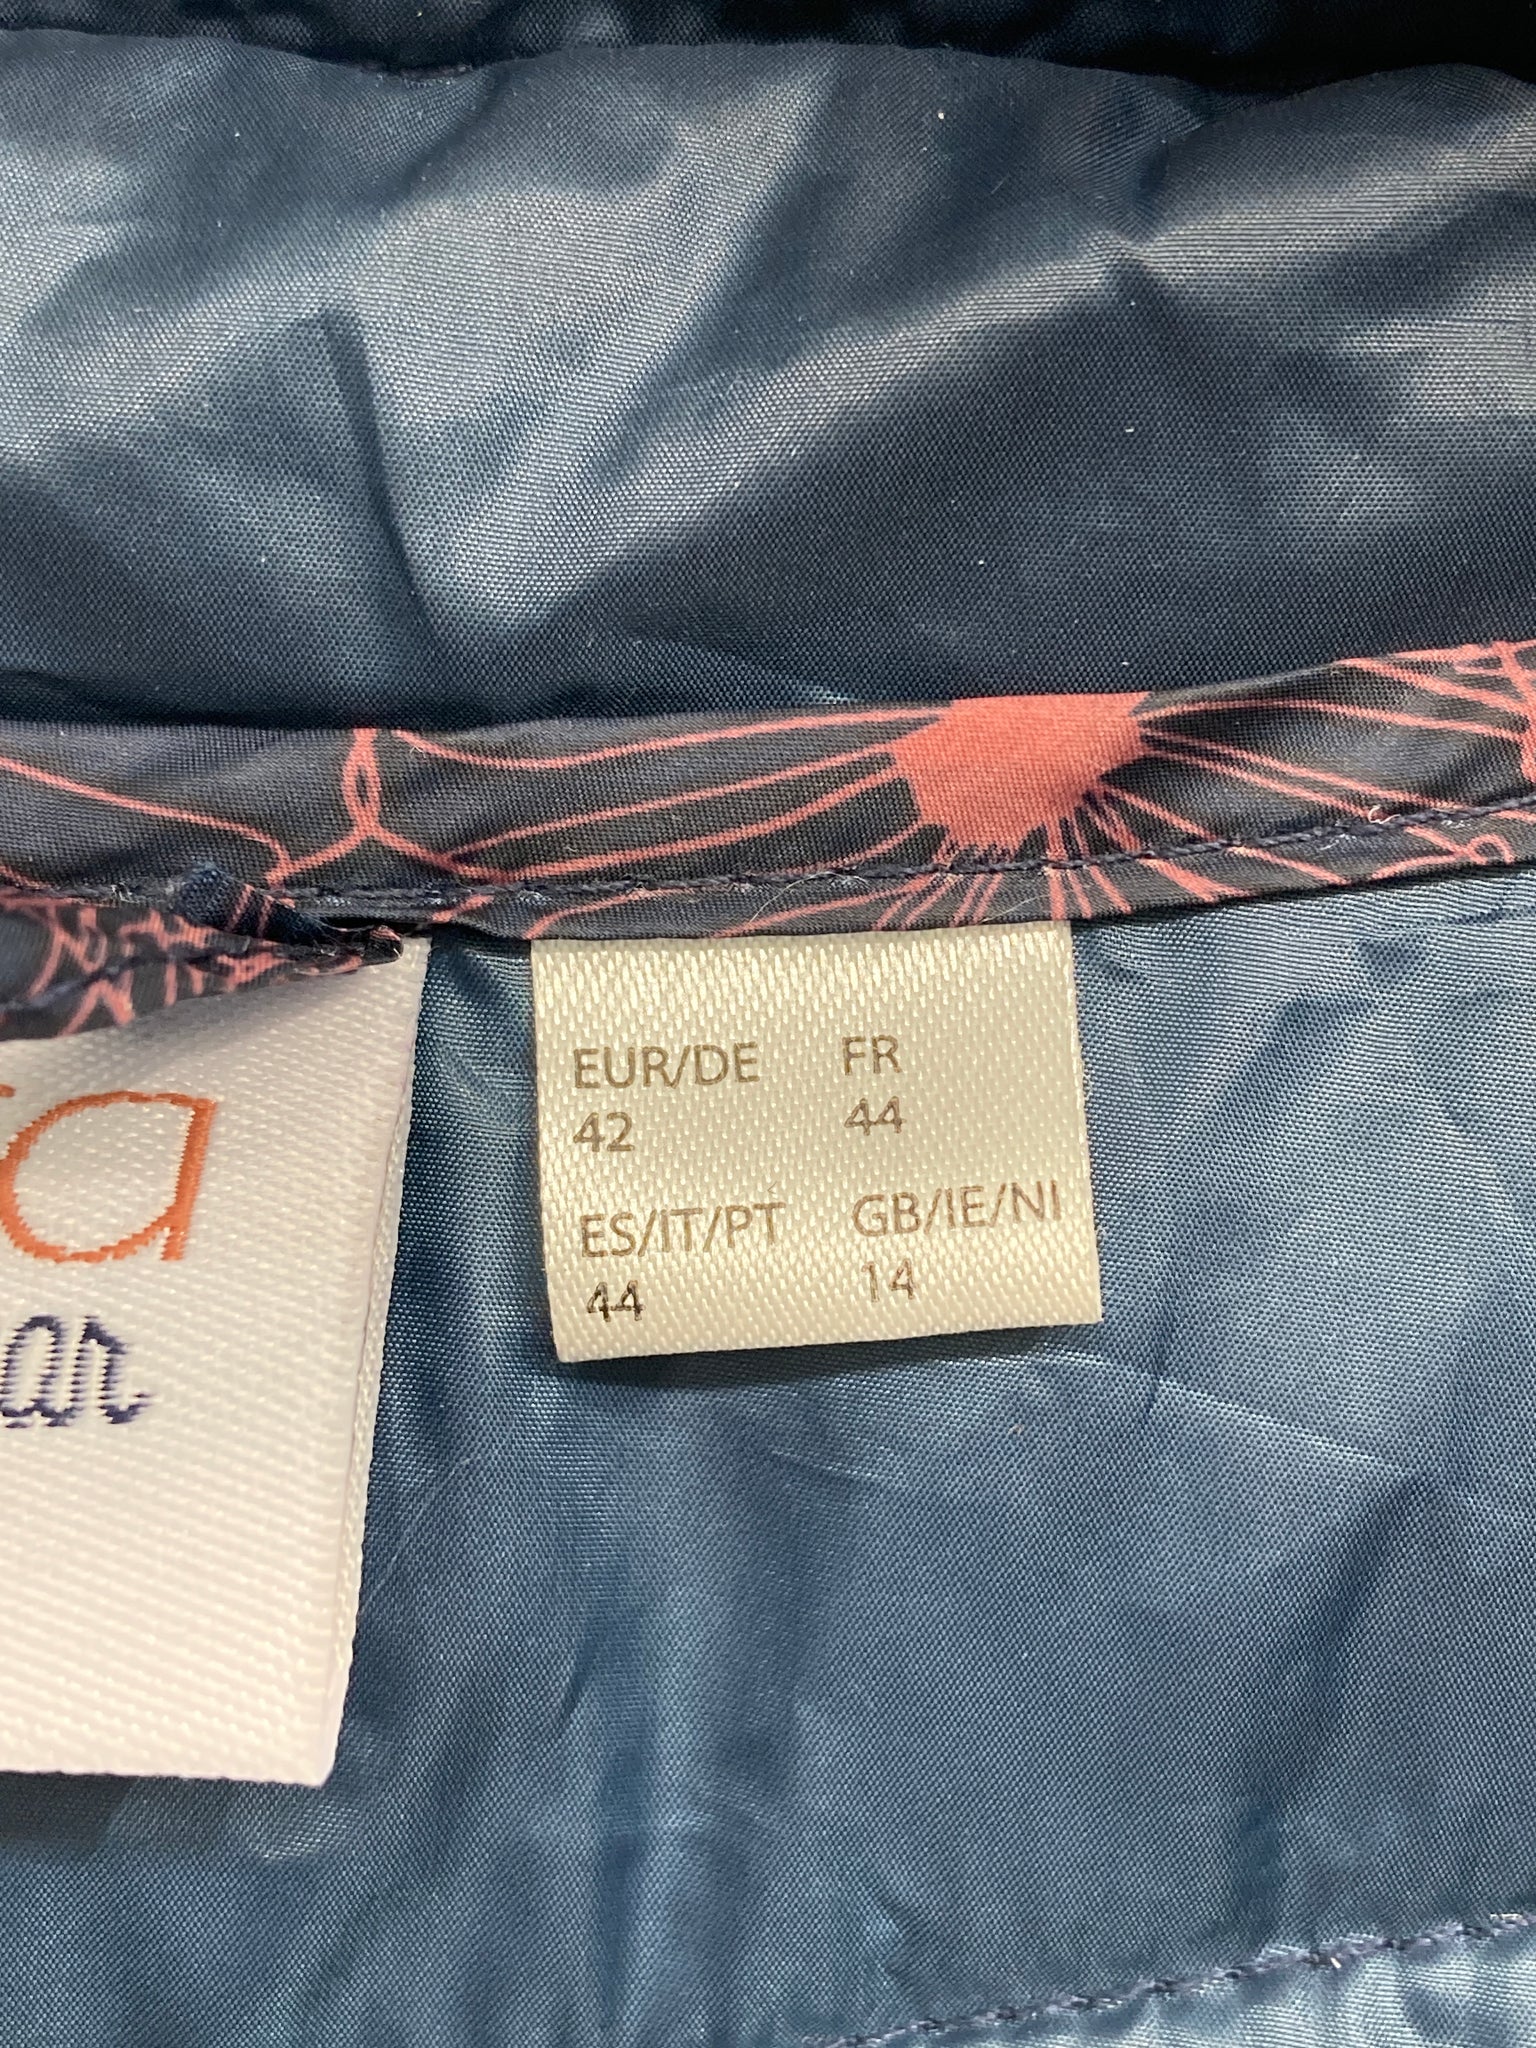 EUR/DE FR
42 44
ES/IT/PT GB/IE/NI
44 14